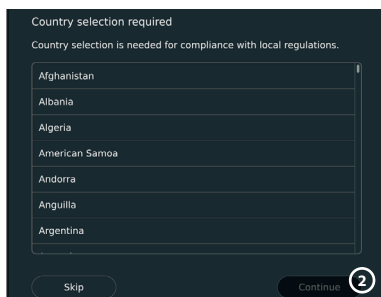 Country selection required
Country selection is needed for compliance with local regulations.
Afghanistan
Albania
Algeria
American Samoa
Andorra
Anguilla
Argentina
Skip
Continue
2